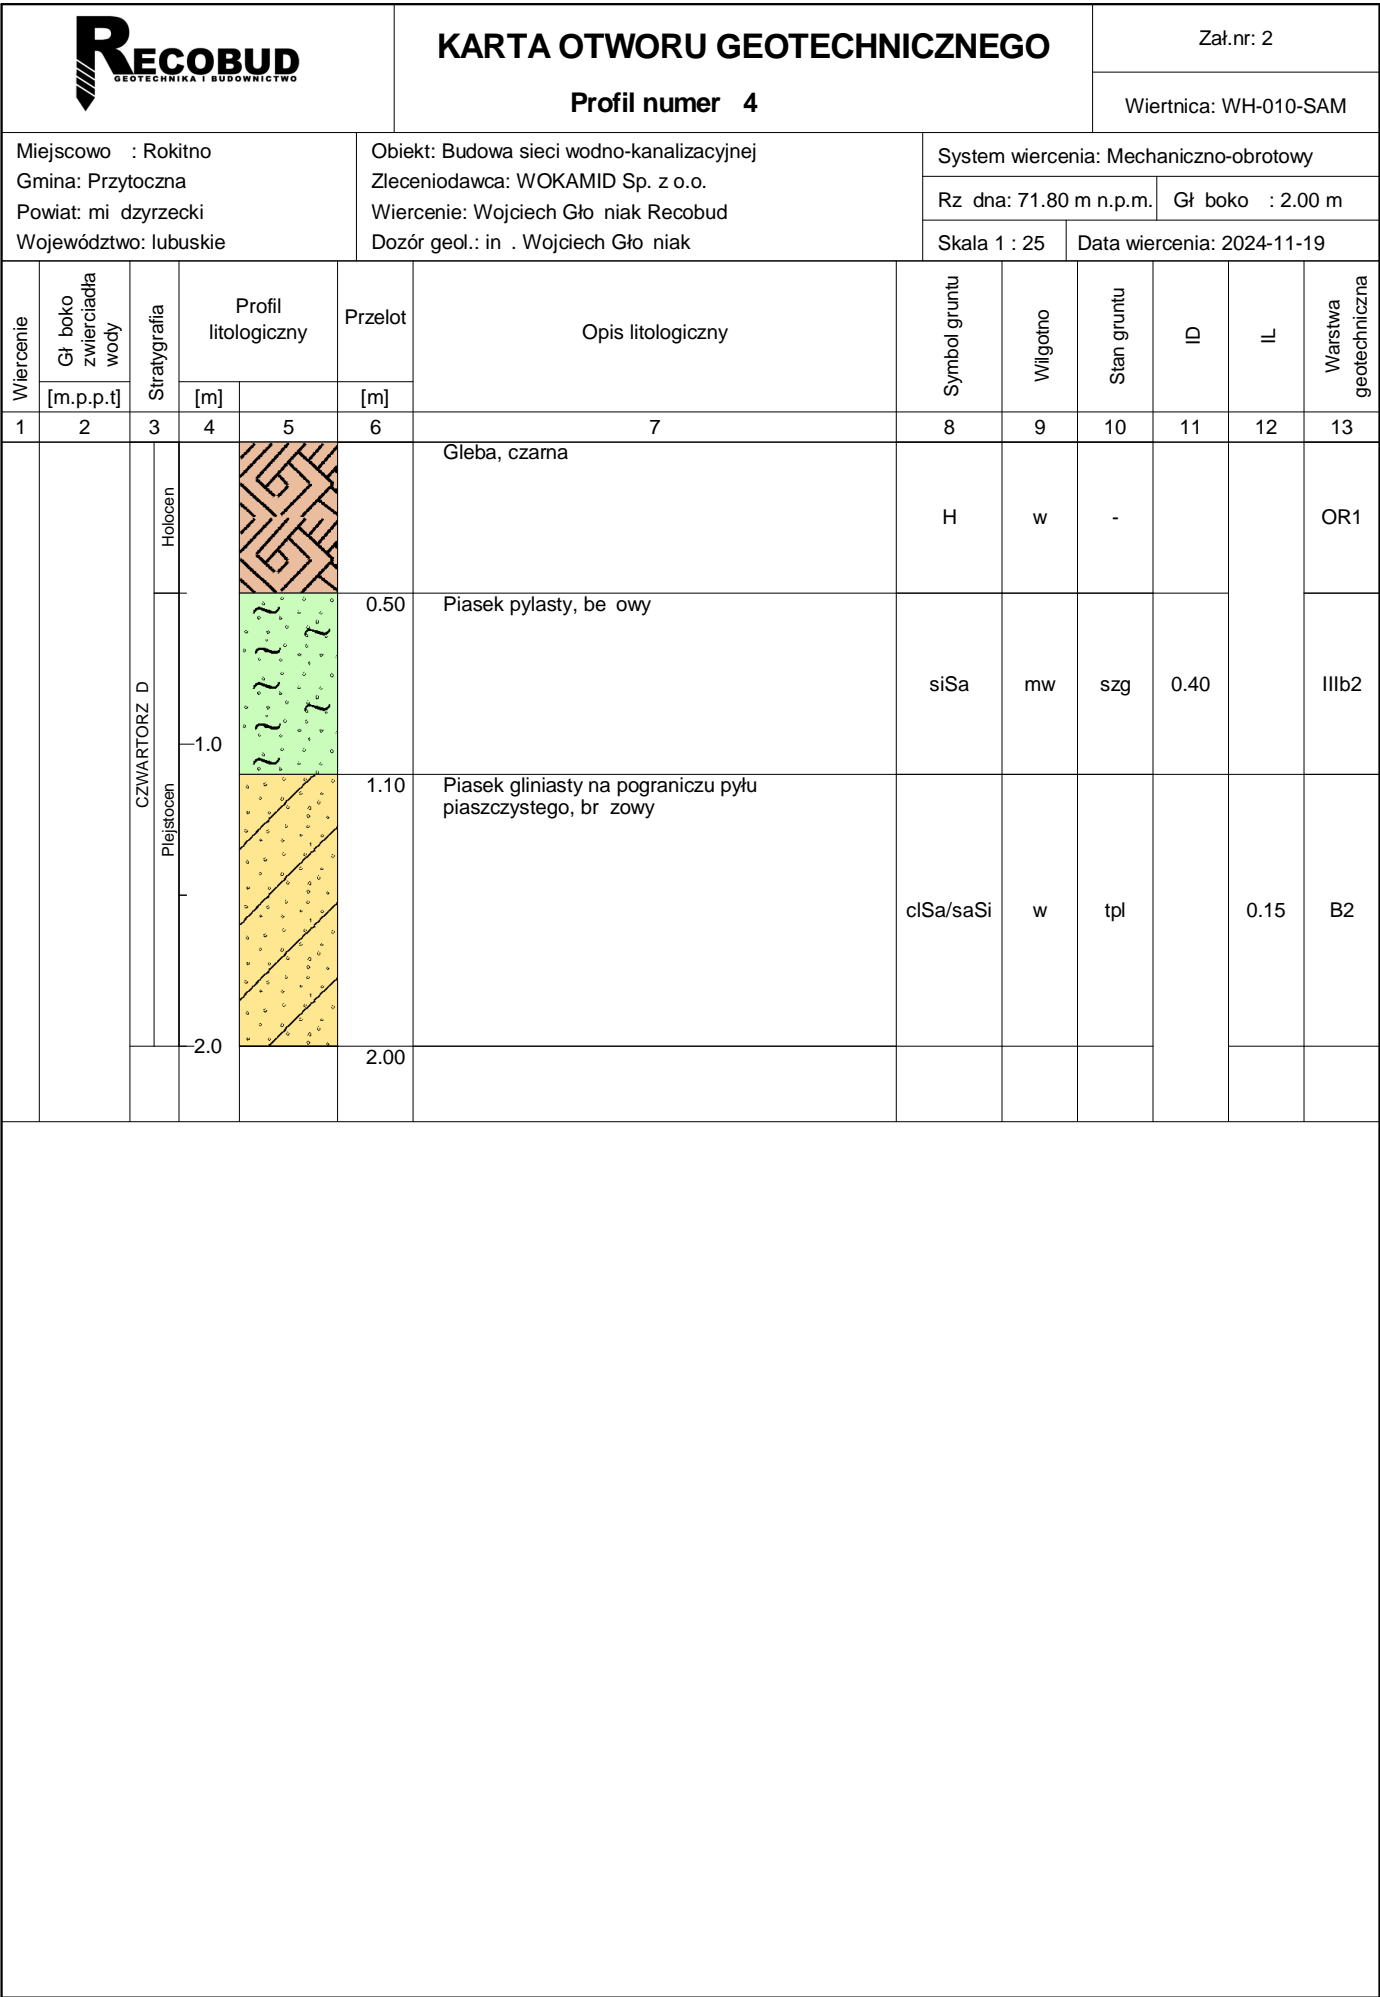 RECOBUD
GEOTECHNIKA I BUDOWNICTWO
KARTA OTWORU GEOTECHNICZNEGO
Profil numer 4
Zał.nr: 2
Wiertnica: WH-010-SAM
Miejscowo : Rokitno
Gmina: Przytoczna
Powiat: mi dzyrzecki
Województwo: lubuskie
Obiekt: Budowa sieci wodno-kanalizacyjnej
Zleceniodawca: WOKAMID Sp. z o.o.
Wiercenie: Wojciech Gło niak Recobud
Dozór geol.: in . Wojciech Gło niak
System wiercenia: Mechaniczno-obrotowy
Rz dna: 71.80 m n.p.m. Gł boko : 2.00 m
Skala 1 : 25 Data wiercenia: 2024-11-19
Wiercenie
Gł boko
zwierciadła
wody
[m.p.p.t]
Stratygrafia
Profil
litologiczny
[m]
Przelot
[m]
Opis litologiczny
Symbol gruntu
Wilgotno
Stan gruntu
ID
IL
Warstwa
geotechniczna
1 2 3 4 5 6 7 8 9 10 11 12 13
CZWARTORZ D
Holocen
Gleba, czarna
H w - OR1
Plejstocen
0.50 Piasek pylasty, be owy
siSa mw szg 0.40 IIIb2
1.0
1.10 Piasek gliniasty na pograniczu pyłu
piaszczystego, br zowy
clSa/saSi w tpl 0.15 B2
2.0
2.00